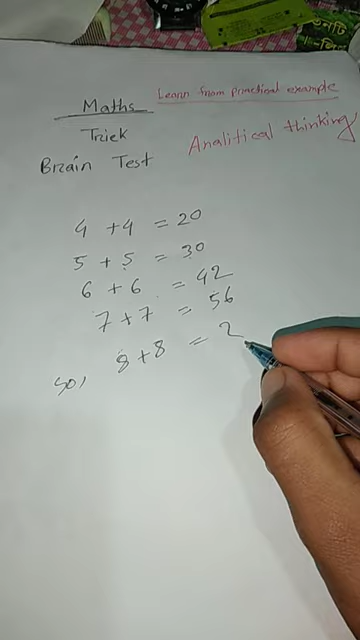 Learn from practical example
Maths
Trick
Brain Test
Analitical thinking
4 + 4 = 20
5 + 5 = 30
6 + 6 = 42
7 + 7 = 56
so, 8 + 8 = 2